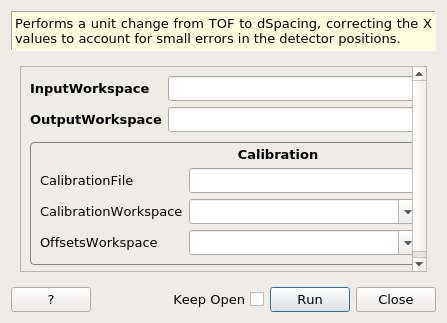 Performs a unit change from TOF to dSpacing, correcting the X
values to account for small errors in the detector positions.
InputWorkspace
OutputWorkspace
Calibration
CalibrationFile
CalibrationWorkspace
OffsetsWorkspace
? Keep Open Run Close